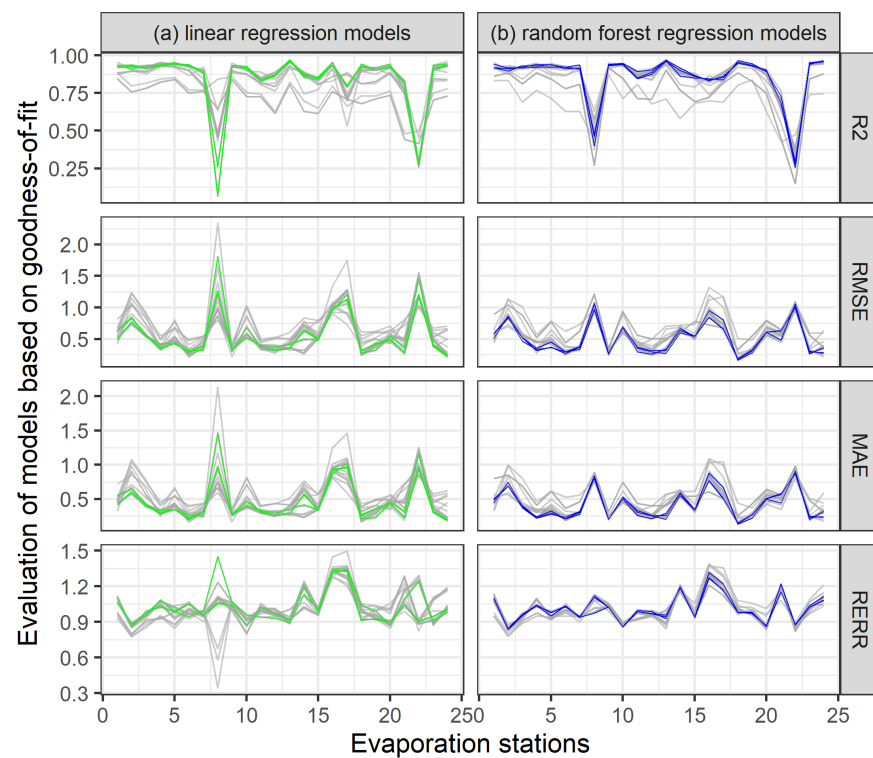 (a) linear regression models
(b) random forest regression models
Evaluation of models based on goodness-of-fit
1.00
0.75
0.50
0.25
R2
2.0
1.5
1.0
0.5
RMSE
2.0
1.5
1.0
0.5
MAE
1.5
1.2
0.9
0.6
0.3
RERR
0 5 10 15 20 25 0 5 10 15 20 25
Evaporation stations